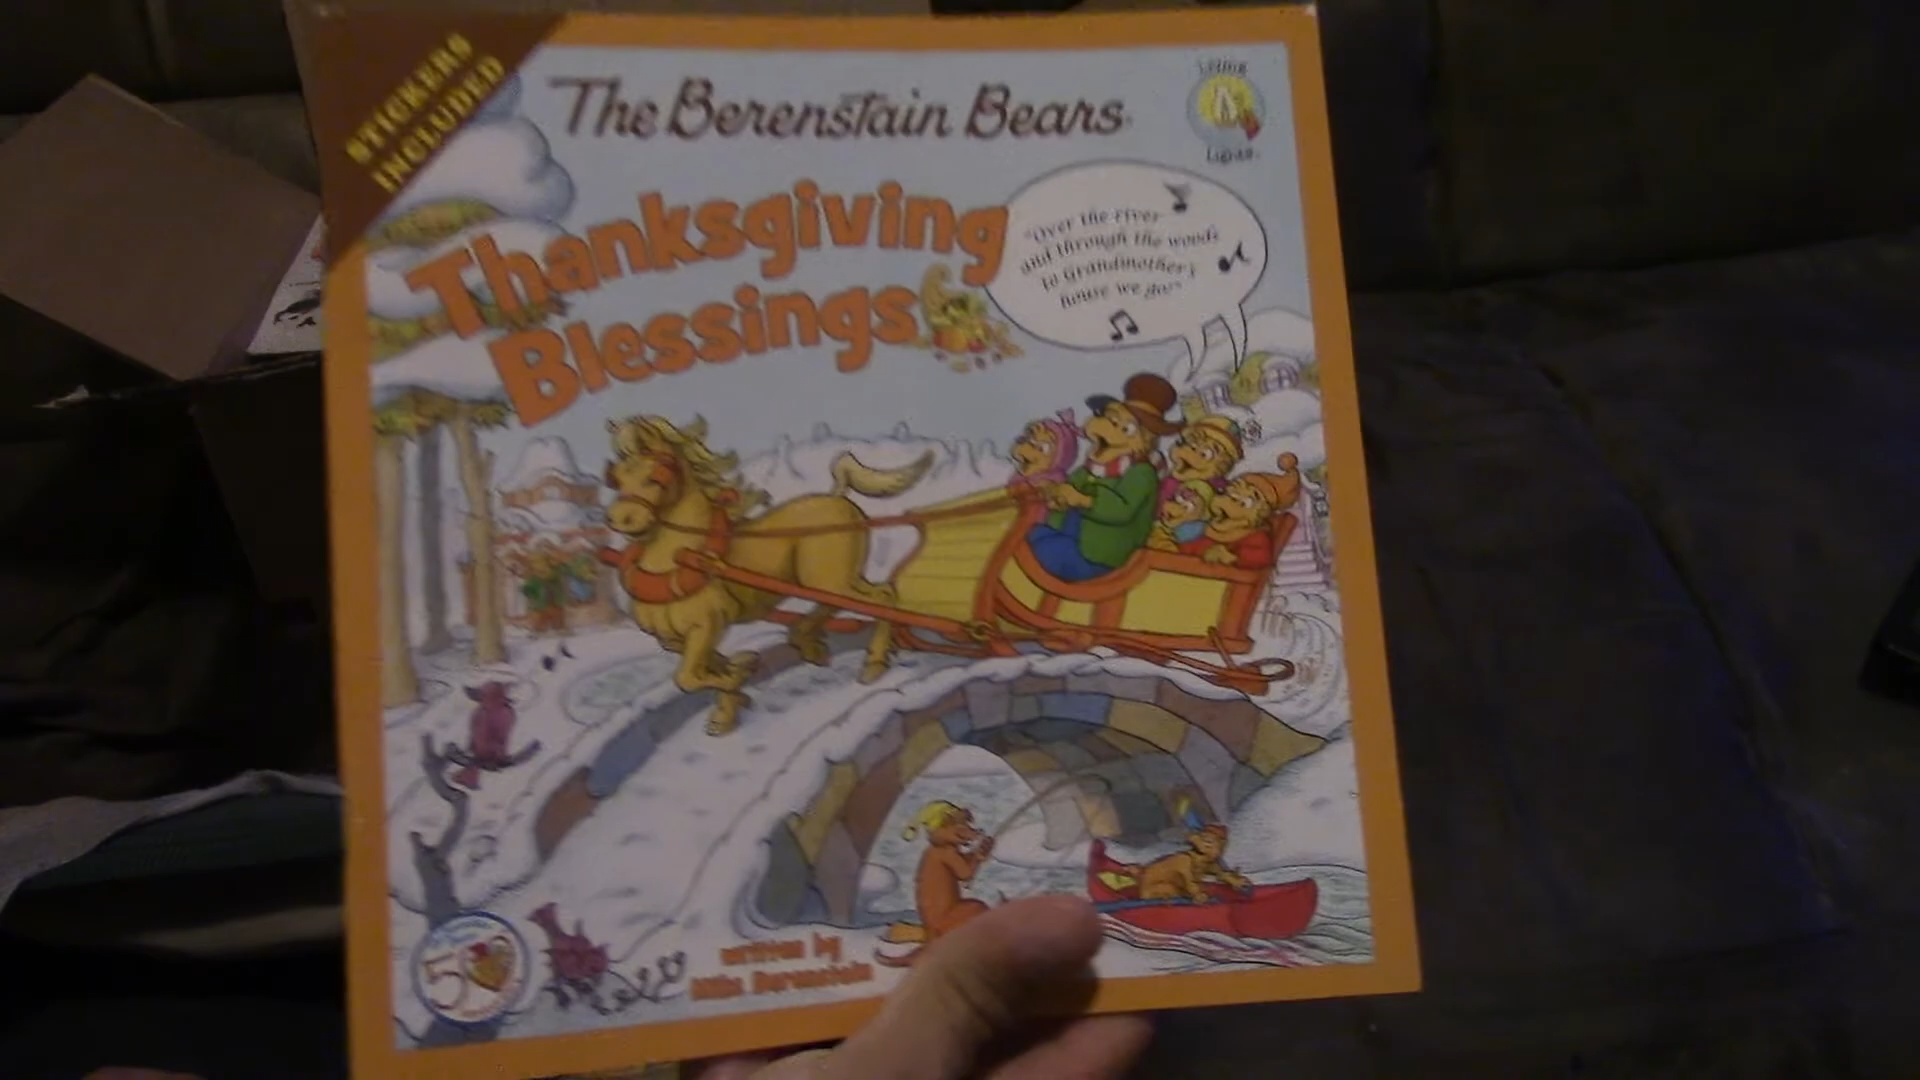 STICKERS
INCLUDED
The Berenstain Bears
Living
Lights
Thanksgiving
Blessings
"Over the river
and through the woods
to Grandmother's
house we go!"
50
written by
Mike Berenstain